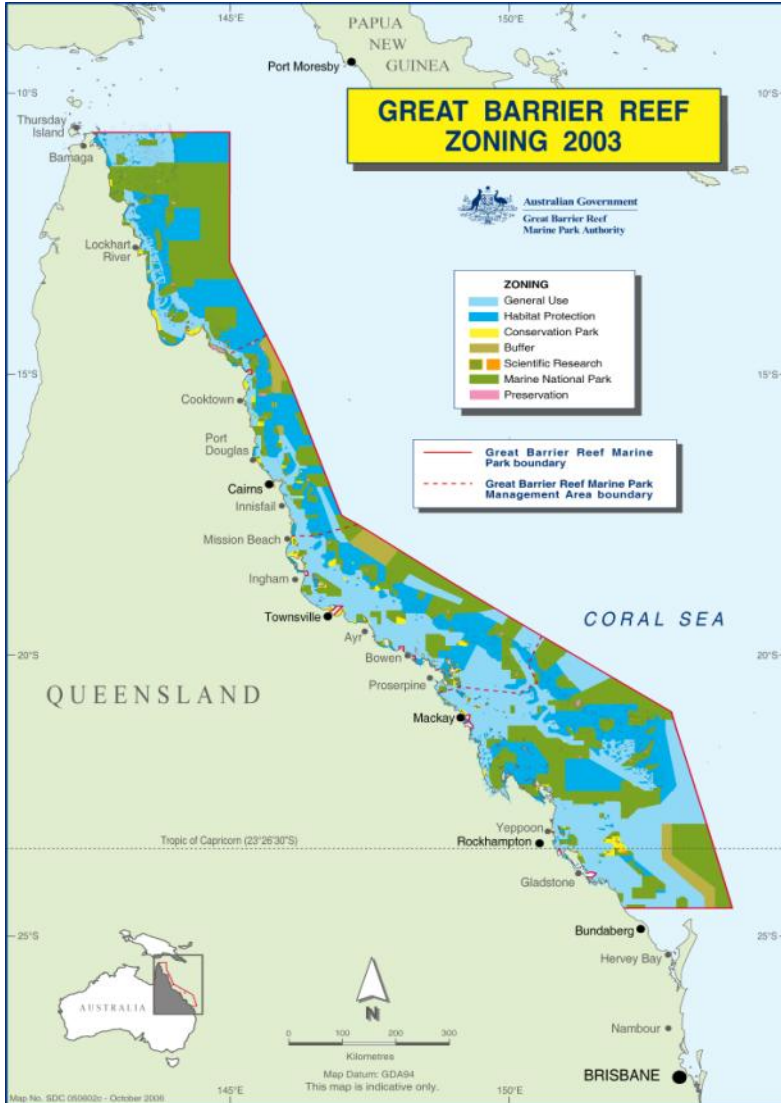 145°E
150°E
PAPUA
NEW
GUINEA
Port Moresby
10°S
10°S
GREAT BARRIER REEF
ZONING 2003
Thursday
Island
Bamaga
Australian Government
Great Barrier Reef
Marine Park Authority
Lockhart
River
ZONING
General Use
Habitat Protection
Conservation Park
Buffer
Scientific Research
Marine National Park
Preservation
15°S
15°S
Cooktown
Port
Douglas
Great Barrier Reef Marine
Park boundary
Great Barrier Reef Marine Park
Management Area boundary
Cairns
Innisfail
Mission Beach
Ingham
Townsville
CORAL SEA
Ayr
20°S
20°S
Bowen
Proserpine
QUEENSLAND
Mackay
Yeppoon
Tropic of Capricorn (23°26'30"S)
Rockhampton
Gladstone
25°S
25°S
Bundaberg
Hervey Bay
AUSTRALIA
N
Nambour
0 100 200 300
Kilometres
BRISBANE
Map Datum: GDA94
This map is indicative only.
Map No. SDC 050802c - October 2006
145°E
150°E